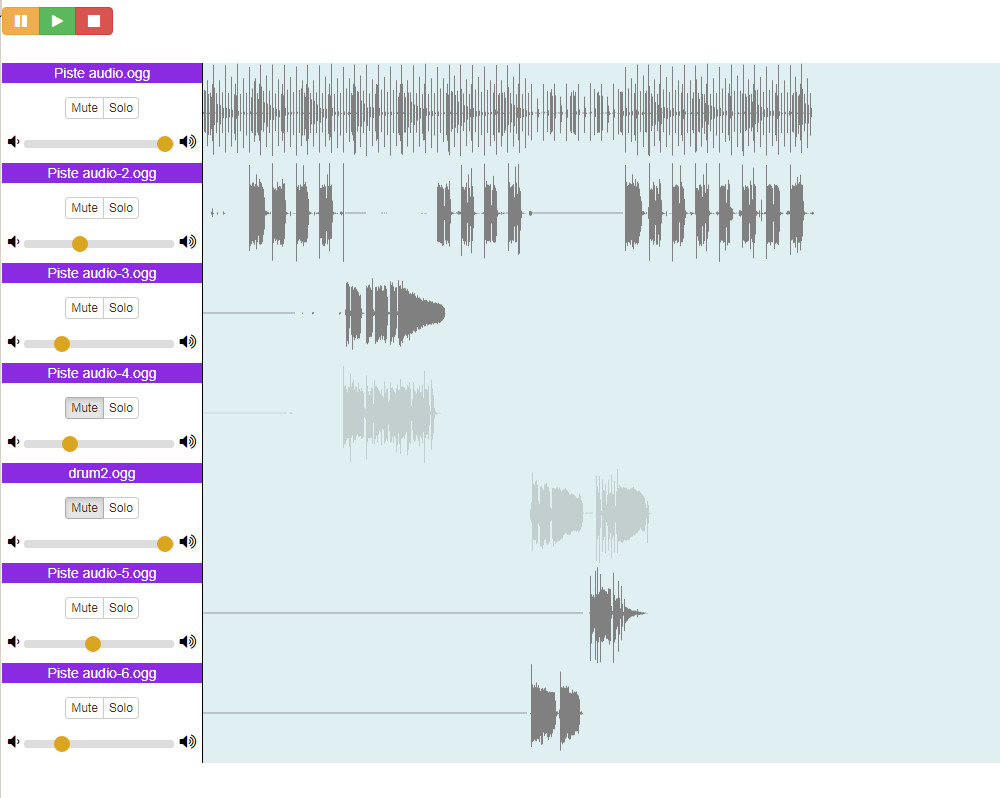 Piste audio.ogg
Mute Solo
Piste audio-2.ogg
Mute Solo
Piste audio-3.ogg
Mute Solo
Piste audio-4.ogg
Mute Solo
drum2.ogg
Mute Solo
Piste audio-5.ogg
Mute Solo
Piste audio-6.ogg
Mute Solo